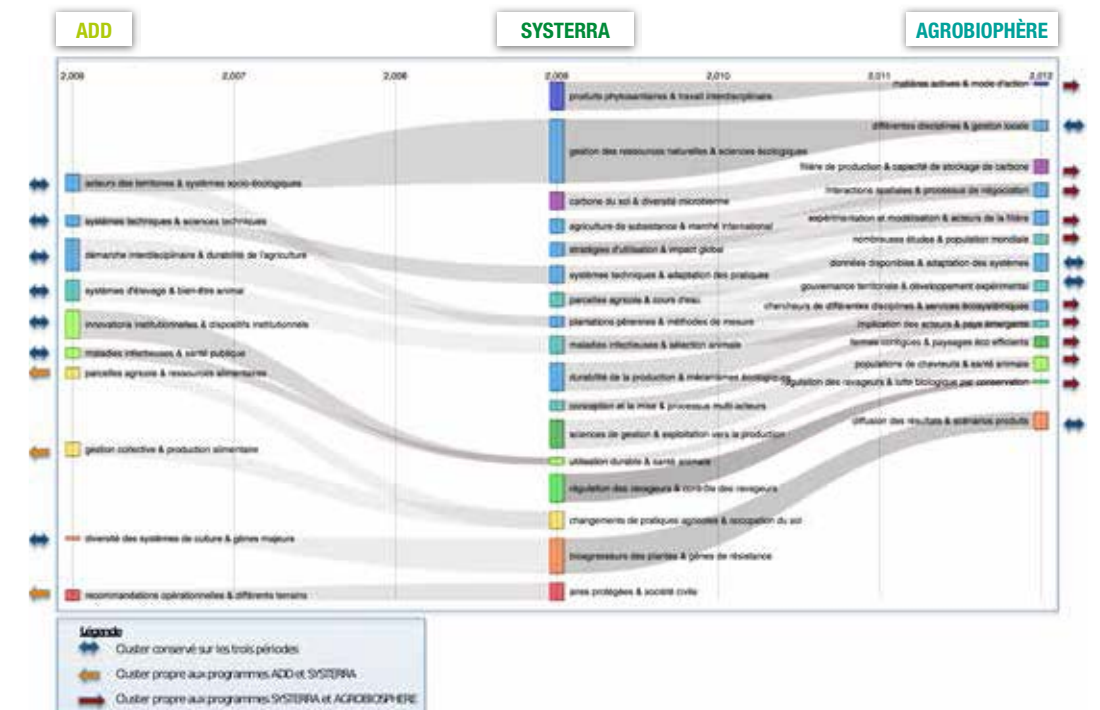 ADD
SYSTERRA
AGROBIOPHÈRE
2,006
2,007
2,008
2,009
2,010
2,011
2,012
acteurs des territoires & systèmes socio-écologiques
systèmes techniques & sciences techniques
démarche interdisciplinaire & durabilité de l'agriculture
systèmes d'élevage & bien-être animal
innovations institutionnelles & dispositifs institutionnels
maladies infectieuses & santé publique
parcelles agricoles & ressources alimentaires
gestion collective & production alimentaire
diversité des systèmes de culture & gènes majeurs
recommandations opérationnelles & différents terrains
produits phytosanitaires & travail interdisciplinaire
gestion des ressources naturelles & sciences écologiques
carbone du sol & diversité microbienne
agriculture de subsistance & marché international
stratégies d'utilisation & impact global
systèmes techniques & adaptation des pratiques
parcelles agricole & cours d'eau
plantations pérennes & méthodes de mesure
maladies infectieuses & sélection animale
durabilité de la production & mécanismes écologiques
conception et la mise & processus multi-acteurs
sciences de gestion & exploitation vers la production
utilisation durable & santé animale
régulation des ravageurs & contrôle des ravageurs
changements de pratiques agricoles & occupation du sol
bioagresseurs des plantes & gènes de résistance
aires protégées & société civile
matières actives & mode d'action
différentes disciplines & gestion locale
filière de production & capacité de stockage de carbone
interactions spatiales & processus de négociation
expérimentation et modélisation & acteurs de la filière
nombreuses études & population mondiale
données disponibles & adaptation des systèmes
gouvernance territoriale & développement expérimental
chercheurs de différentes disciplines & services écosystémiques
implication des acteurs & pays émergents
termes contigues & paysages éco efficients
populations de chevreuils & santé animale
régulation des ravageurs & lutte biologique par conservation
diffusion des résultats & scénarios produits
Légende
Cluster conservé sur les trois périodes
Cluster propre aux programmes ADD et SYSTERRA
Cluster propre aux programmes SYSTERRA et AGROBIOSPHERE